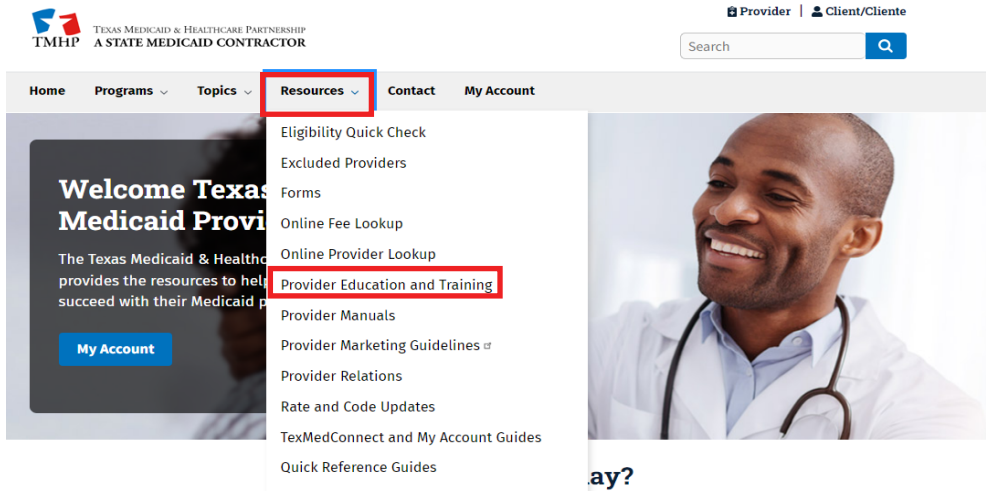 Provider | Client/Cliente
TMHP TEXAS MEDICAID & HEALTHCARE PARTNERSHIP
A STATE MEDICAID CONTRACTOR
Search
Home Programs Topics Resources Contact My Account
Eligibility Quick Check
Excluded Providers
Forms
Online Fee Lookup
Online Provider Lookup
Provider Education and Training
Provider Manuals
Provider Marketing Guidelines
Provider Relations
Rate and Code Updates
TexMedConnect and My Account Guides
Quick Reference Guides
Welcome Texas
Medicaid Provi
The Texas Medicaid & Healthc
provides the resources to help
succeed with their Medicaid p
My Account
ay?